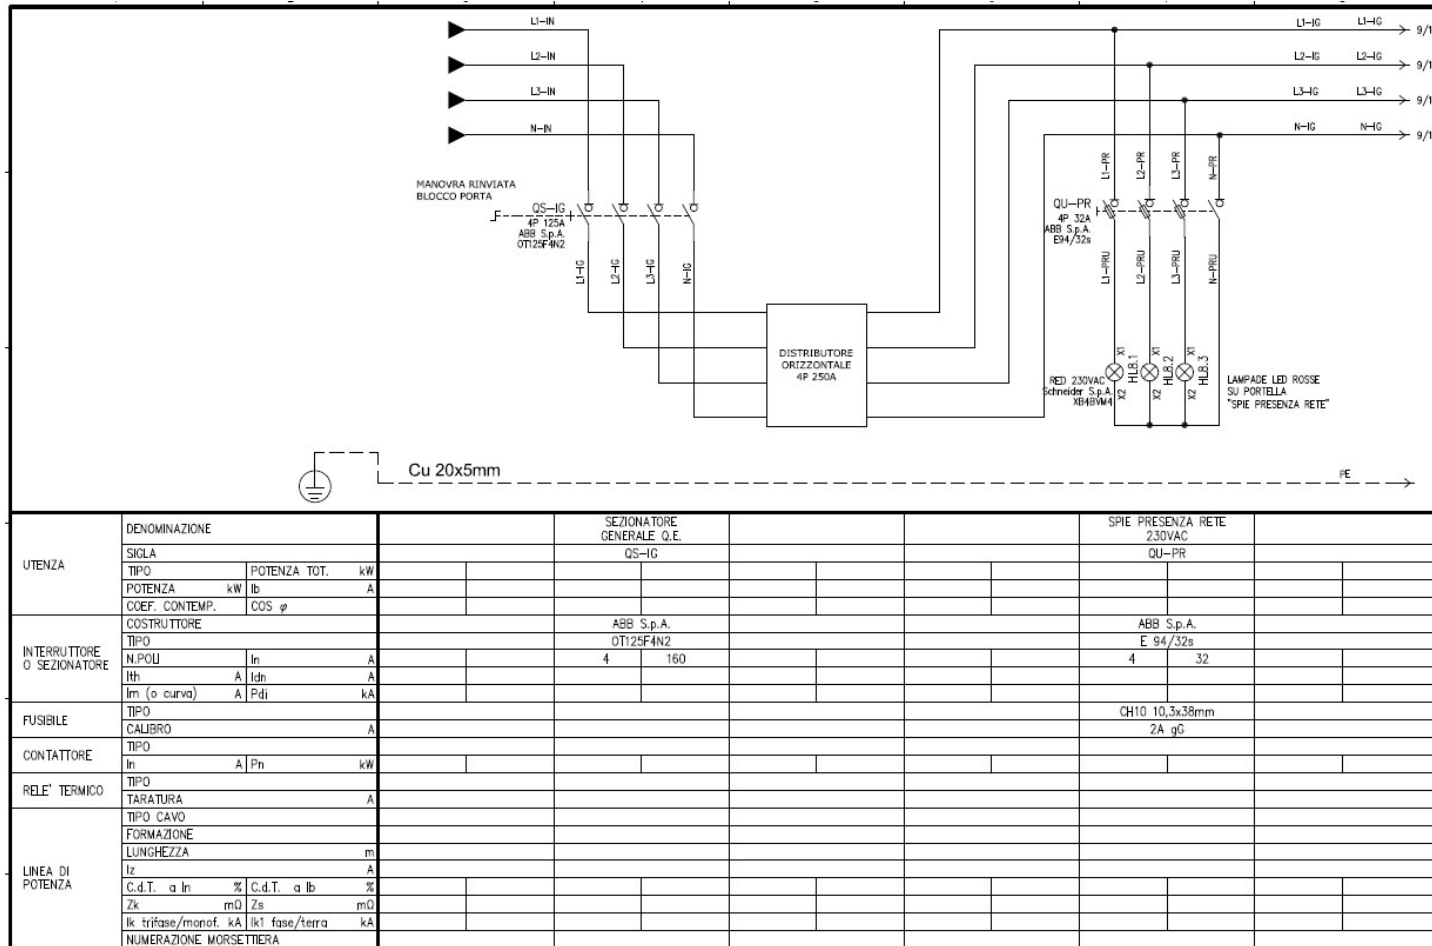 L1-IN
L1-IG L1-IG 9/1
L2-IN
L2-IG L2-IG 9/1
L3-IN
L3-IG L3-IG 9/1
N-IN
N-IG N-IG 9/1
L1-PR
L2-PR
L3-PR
N-PR
MANOVRA RINVIATA
BLOCCO PORTA
QS-IG
4P 125A
ABB S.p.A.
OT125F4N2
QU-PR
4P 32A
ABB S.p.A.
E94/32s
L1-IG
L2-IG
L3-IG
N-IG
L1-PRU
L2-PRU
L3-PRU
N-PRU
DISTRIBUTORE
ORIZZONTALE
4P 250A
X1
X1
X1
HL8.1
HL8.2
HL8.3
X2
X2
X2
RED 230VAC
Schneider S.p.A.
XB4BVM4
LAMPADE LED ROSSE
SU PORTELLA
"SPIE PRESENZA RETE"
Cu 20x5mm
PE
UTENZA
DENOMINAZIONE
SEZIONATORE
GENERALE Q.E.
SPIE PRESENZA RETE
230VAC
SIGLA QS-IG QU-PR
TIPO POTENZA TOT. kW
POTENZA kW Ib A
COEF. CONTEMP. COS φ
INTERRUTTORE
O SEZIONATORE
COSTRUTTORE ABB S.p.A. ABB S.p.A.
TIPO OT125F4N2 E 94/32s
N.POLI In A 4 160 4 32
Ith A Idn A
Im (o curva) A Pdi kA
FUSIBILE
TIPO CH10 10,3x38mm
CALIBRO A 2A gG
CONTATTORE
TIPO
In A Pn kW
RELE' TERMICO
TIPO
TARATURA A
LINEA DI
POTENZA
TIPO CAVO
FORMAZIONE
LUNGHEZZA m
Iz A
C.d.T. a In % C.d.T. a Ib %
Zk mΩ Zs mΩ
Ik trifase/monof. kA Ik1 fase/terra kA
NUMERAZIONE MORSETTIERA